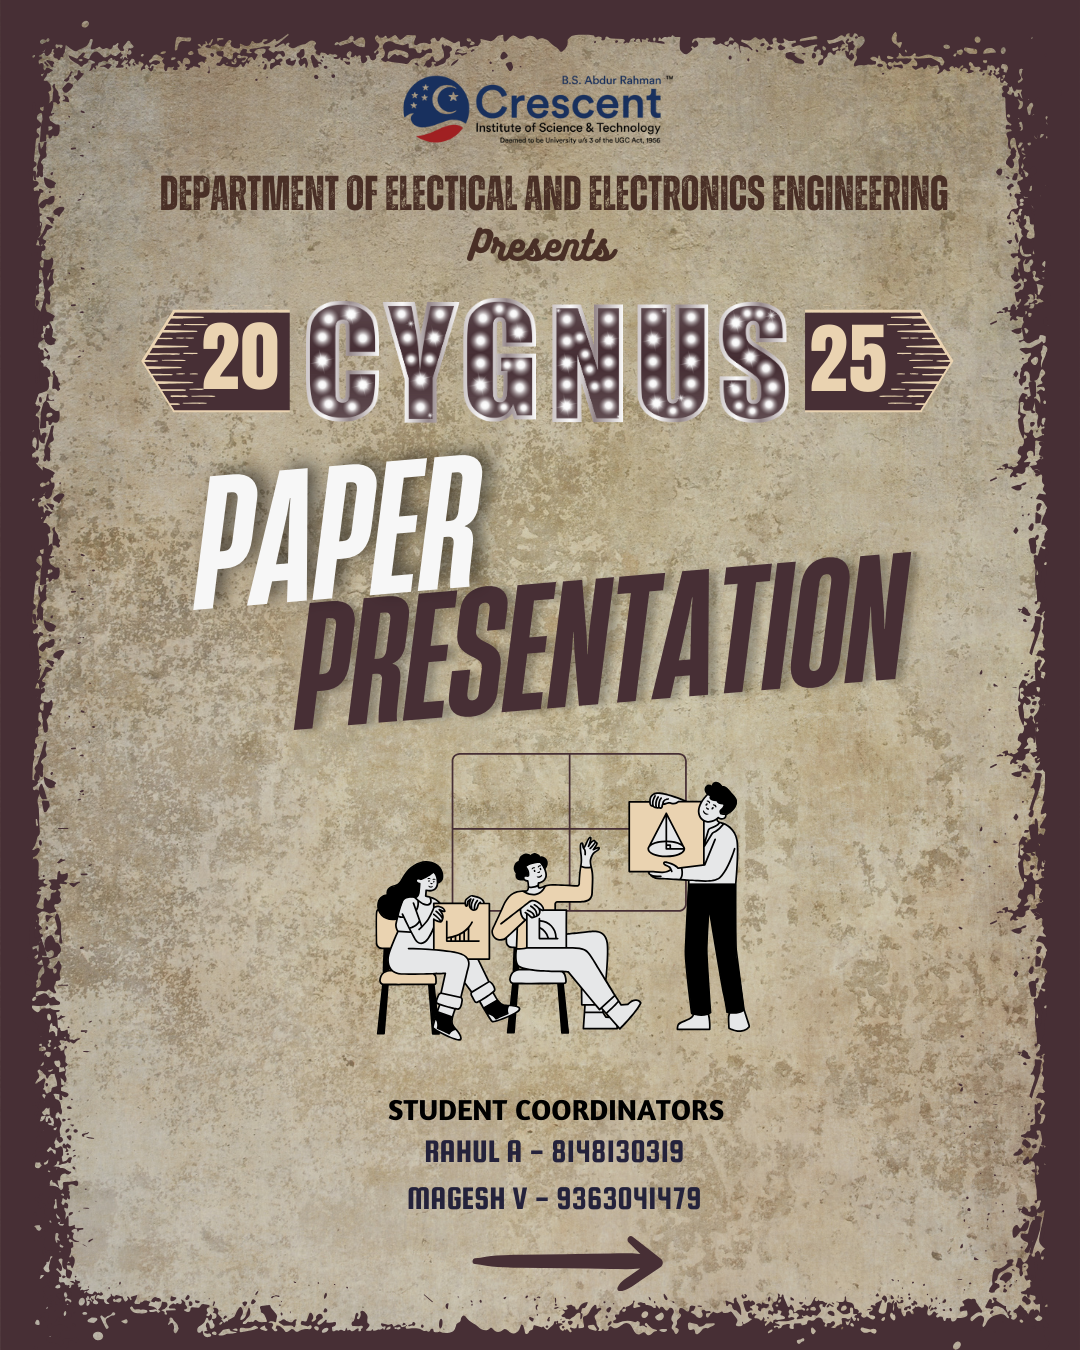 B.S. Abdur Rahman ™
Crescent
Institute of Science & Technology
Deemed to be University u/s 3 of the UGC Act, 1956
DEPARTMENT OF ELECTICAL AND ELECTRONICS ENGINEERING
Presents
20 CYGNUS 25
PAPER
PRESENTATION
STUDENT COORDINATORS
RAHUL A - 8148130319
MAGESH V - 9363041479